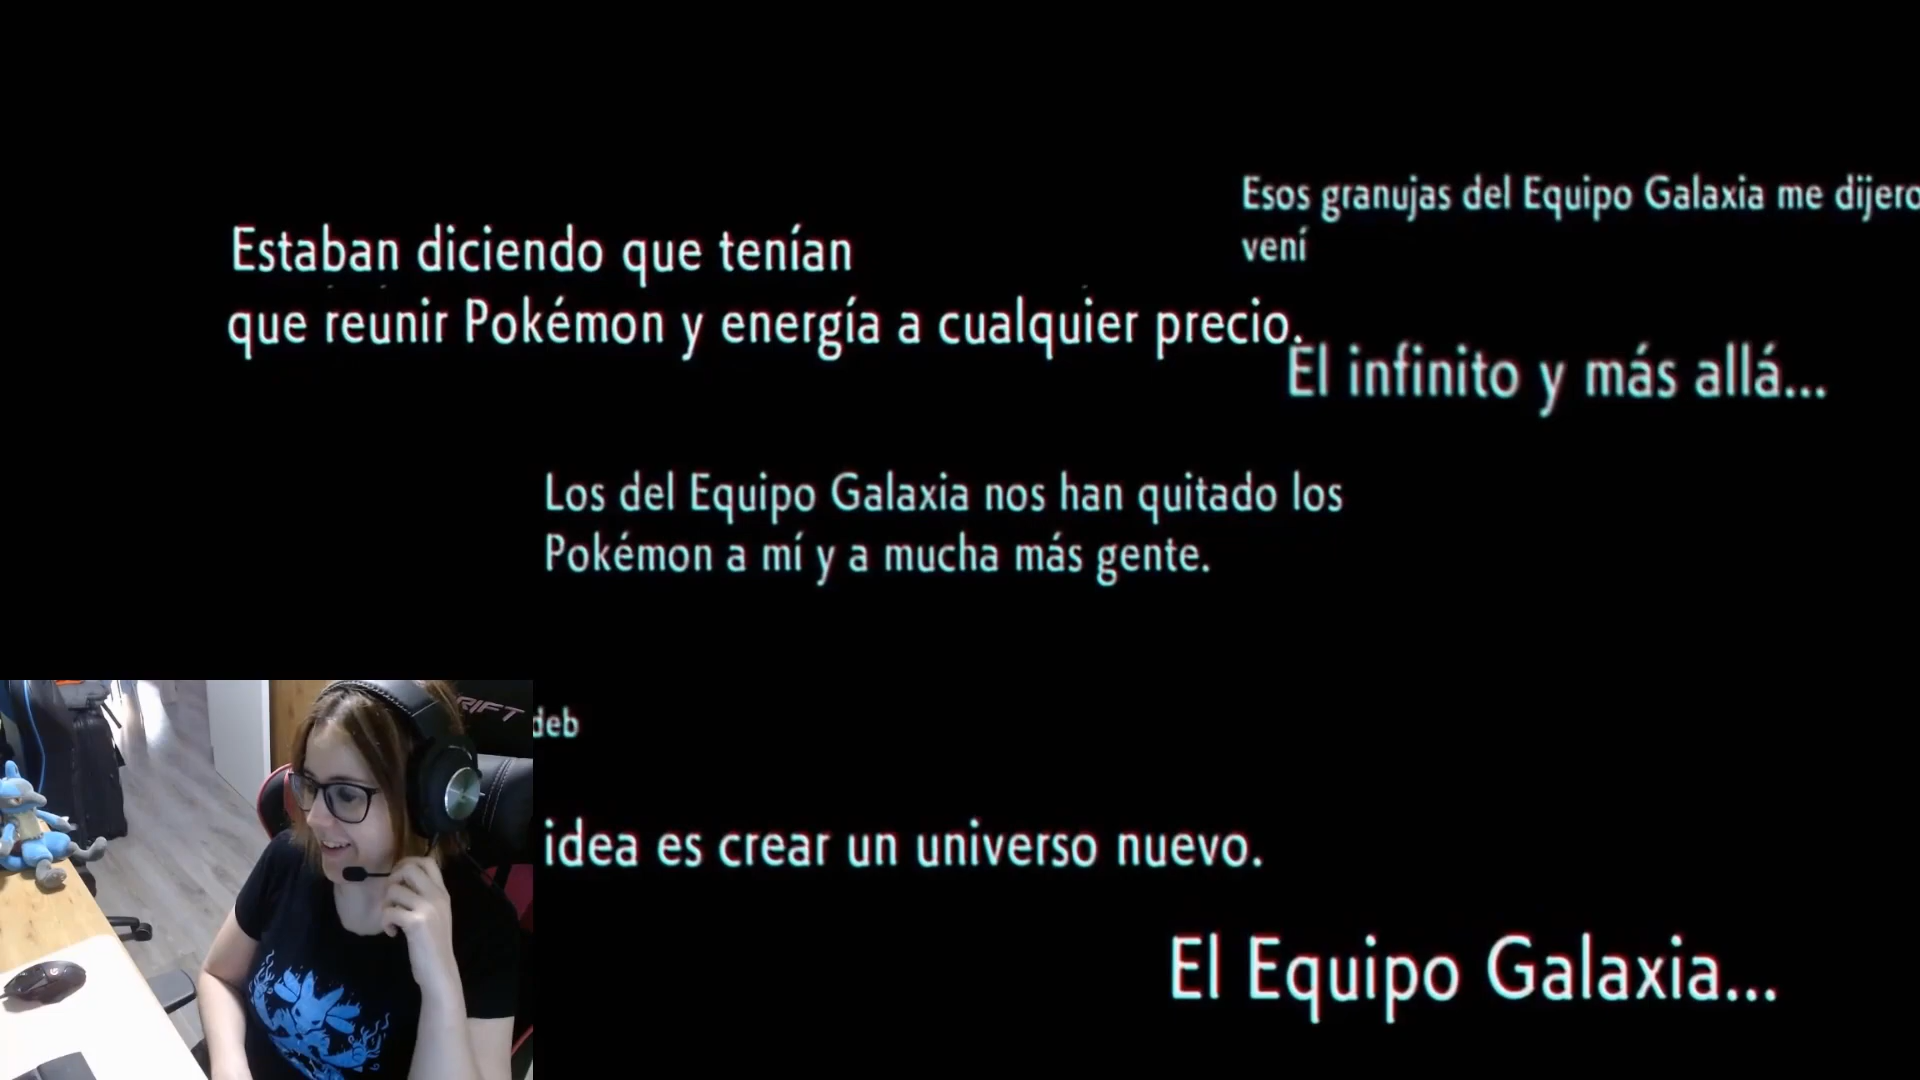 Esos granujas del Equipo Galaxia me dijero
vení
Estaban diciendo que tenían
que reunir Pokémon y energía a cualquier precio.
El infinito y más allá...
Los del Equipo Galaxia nos han quitado los
Pokémon a mí y a mucha más gente.
deb
idea es crear un universo nuevo.
El Equipo Galaxia...
RIFT